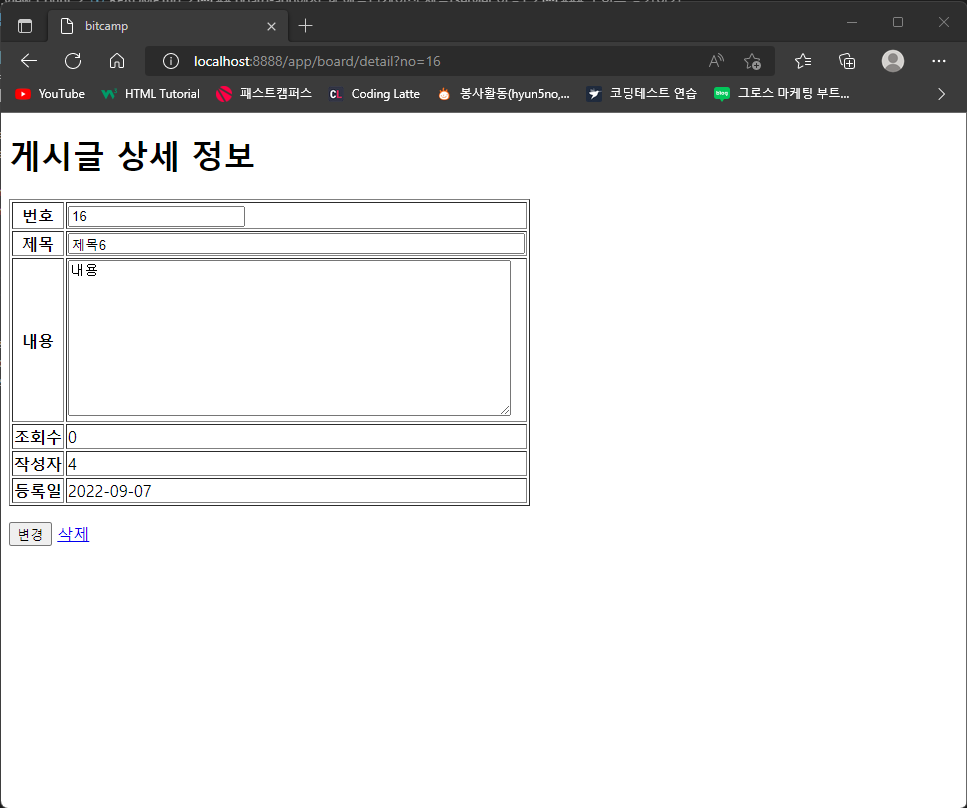 bitcamp
localhost:8888/app/board/detail?no=16
YouTube HTML Tutorial 패스트캠퍼스 CL Coding Latte 봉사활동(hyun5no,... 코딩테스트 연습 blog 그로스 마케팅 부트...
게시글 상세 정보
번호 16
제목 제목6
내용 내용
조회수 0
작성자 4
등록일 2022-09-07
변경 삭제